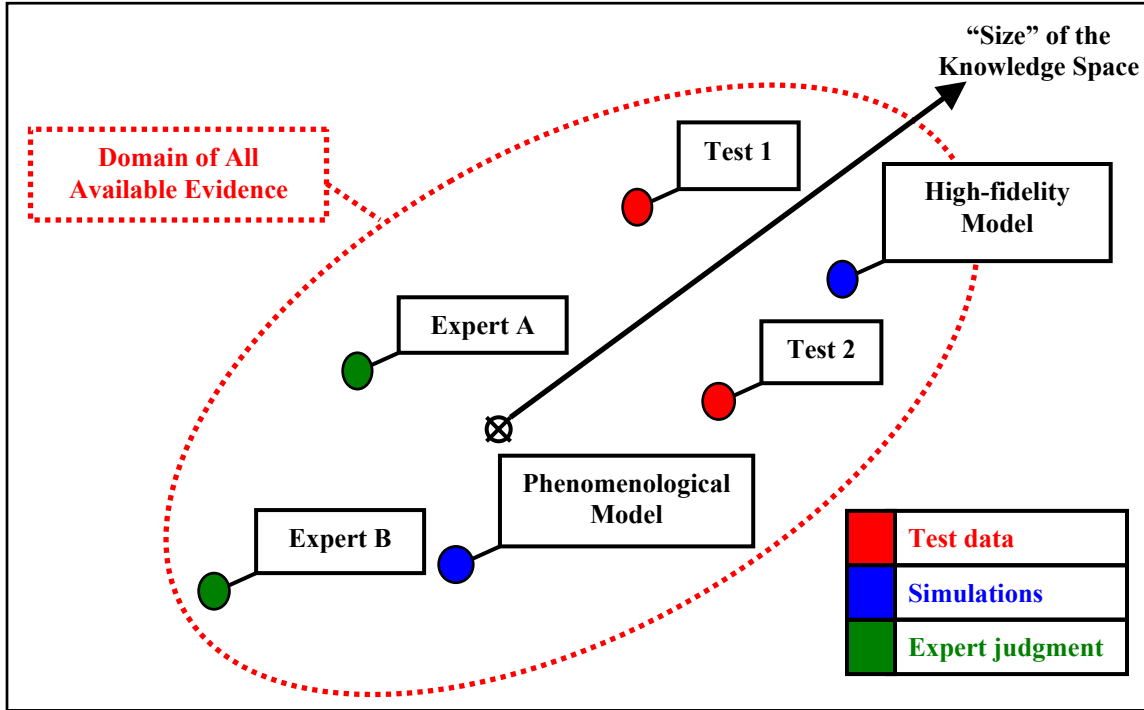 “Size” of the
Knowledge Space
Domain of All
Available Evidence
Test 1
High-fidelity
Model
Expert A
Test 2
Phenomenological
Model
Expert B
Test data
Simulations
Expert judgment